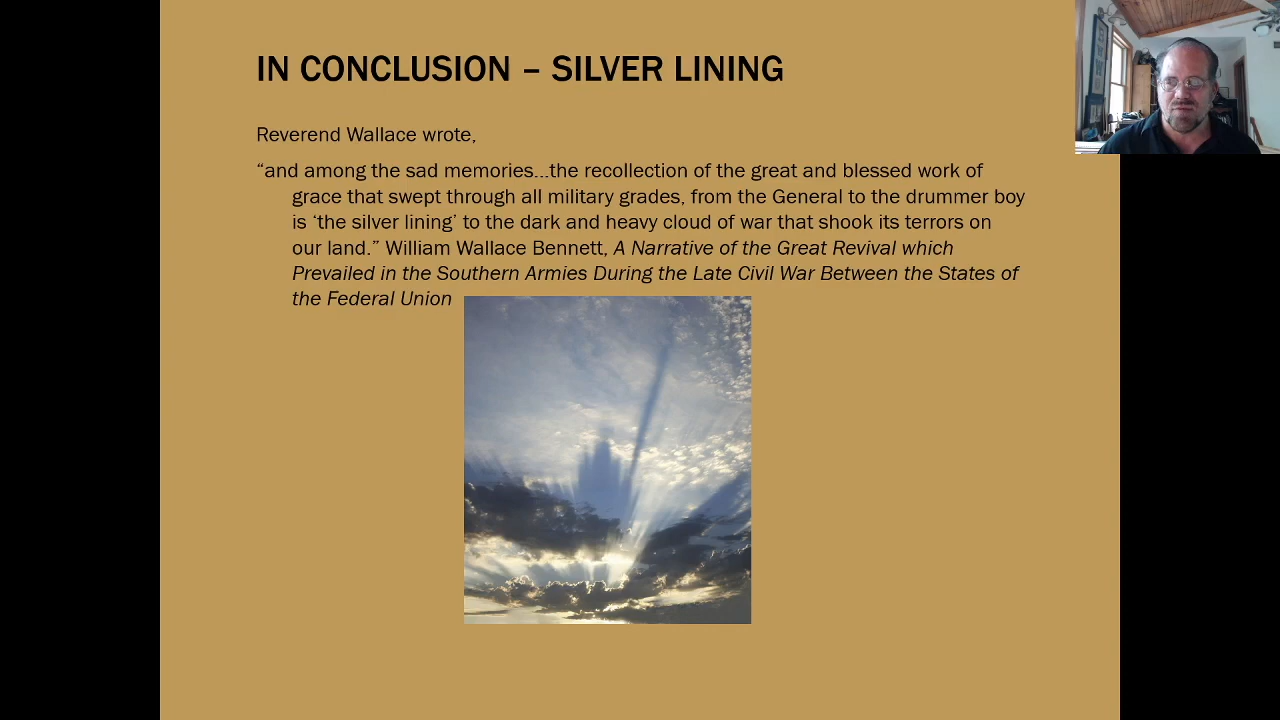 IN CONCLUSION – SILVER LINING
Reverend Wallace wrote,
“and among the sad memories...the recollection of the great and blessed work of
grace that swept through all military grades, from the General to the drummer boy
is ‘the silver lining’ to the dark and heavy cloud of war that shook its terrors on
our land.” William Wallace Bennett, A Narrative of the Great Revival which
Prevailed in the Southern Armies During the Late Civil War Between the States of
the Federal Union